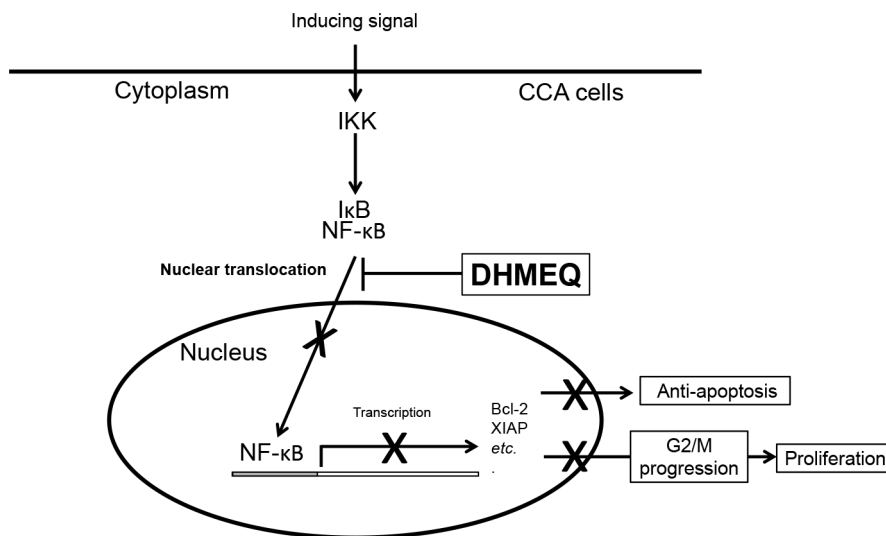 Inducing signal
Cytoplasm
CCA cells
IKK
IκB
NF-κB
Nuclear translocation
DHMEQ
Nucleus
Transcription
NF-κB
Bcl-2
XIAP
etc.
.
Anti-apoptosis
G2/M
progression
Proliferation